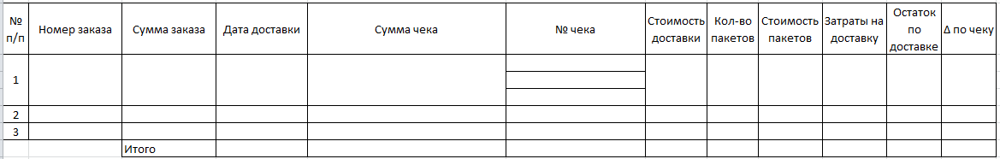 № п/п
Номер заказа
Сумма заказа
Дата доставки
Сумма чека
№ чека
Стоимость доставки
Кол-во пакетов
Стоимость пакетов
Затраты на доставку
Остаток по доставке
Δ по чеку
1
2
3
Итого